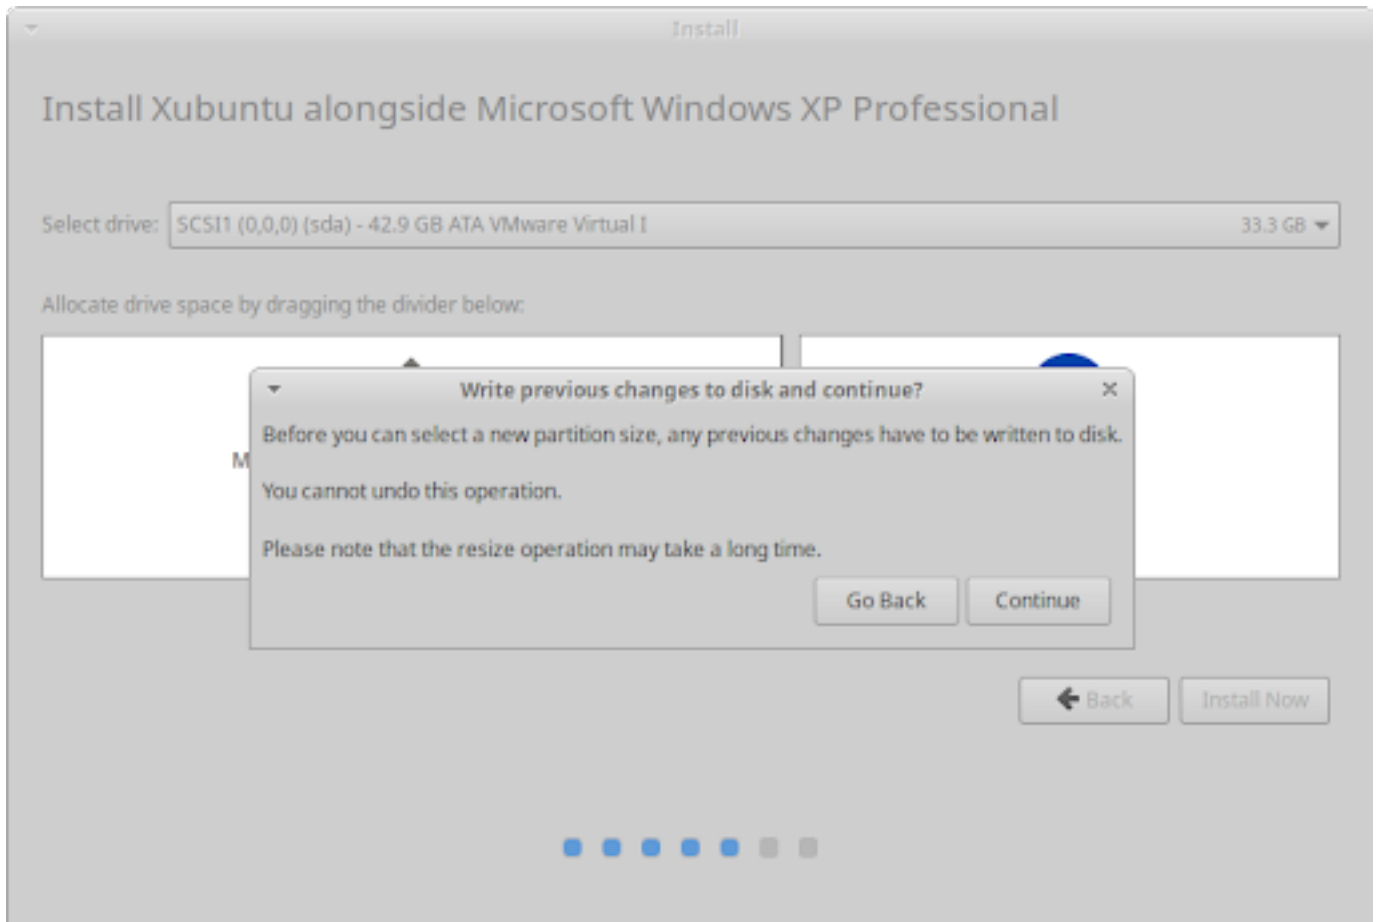 Install
Install Xubuntu alongside Microsoft Windows XP Professional
Select drive: SCSI1 (0,0,0) (sda) - 42.9 GB ATA VMware Virtual I 33.3 GB
Allocate drive space by dragging the divider below:
Write previous changes to disk and continue?
Before you can select a new partition size, any previous changes have to be written to disk.
M
You cannot undo this operation.
Please note that the resize operation may take a long time.
Go Back Continue
Back Install Now